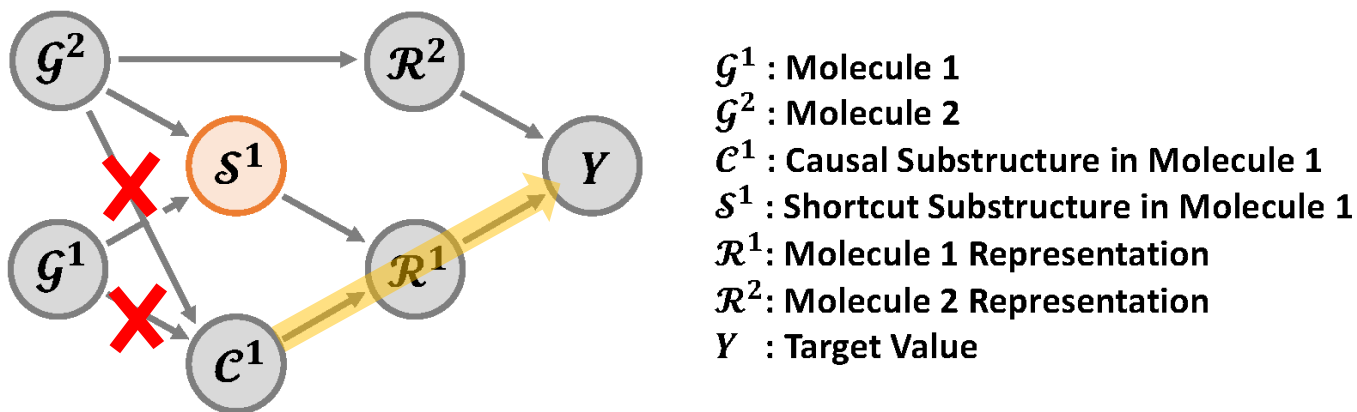 𝒢²
ℛ²
𝒮¹
Y
𝒢¹
ℛ¹
𝒞¹
𝒢¹ : Molecule 1
𝒢² : Molecule 2
𝒞¹ : Causal Substructure in Molecule 1
𝒮¹ : Shortcut Substructure in Molecule 1
ℛ¹: Molecule 1 Representation
ℛ²: Molecule 2 Representation
Y : Target Value